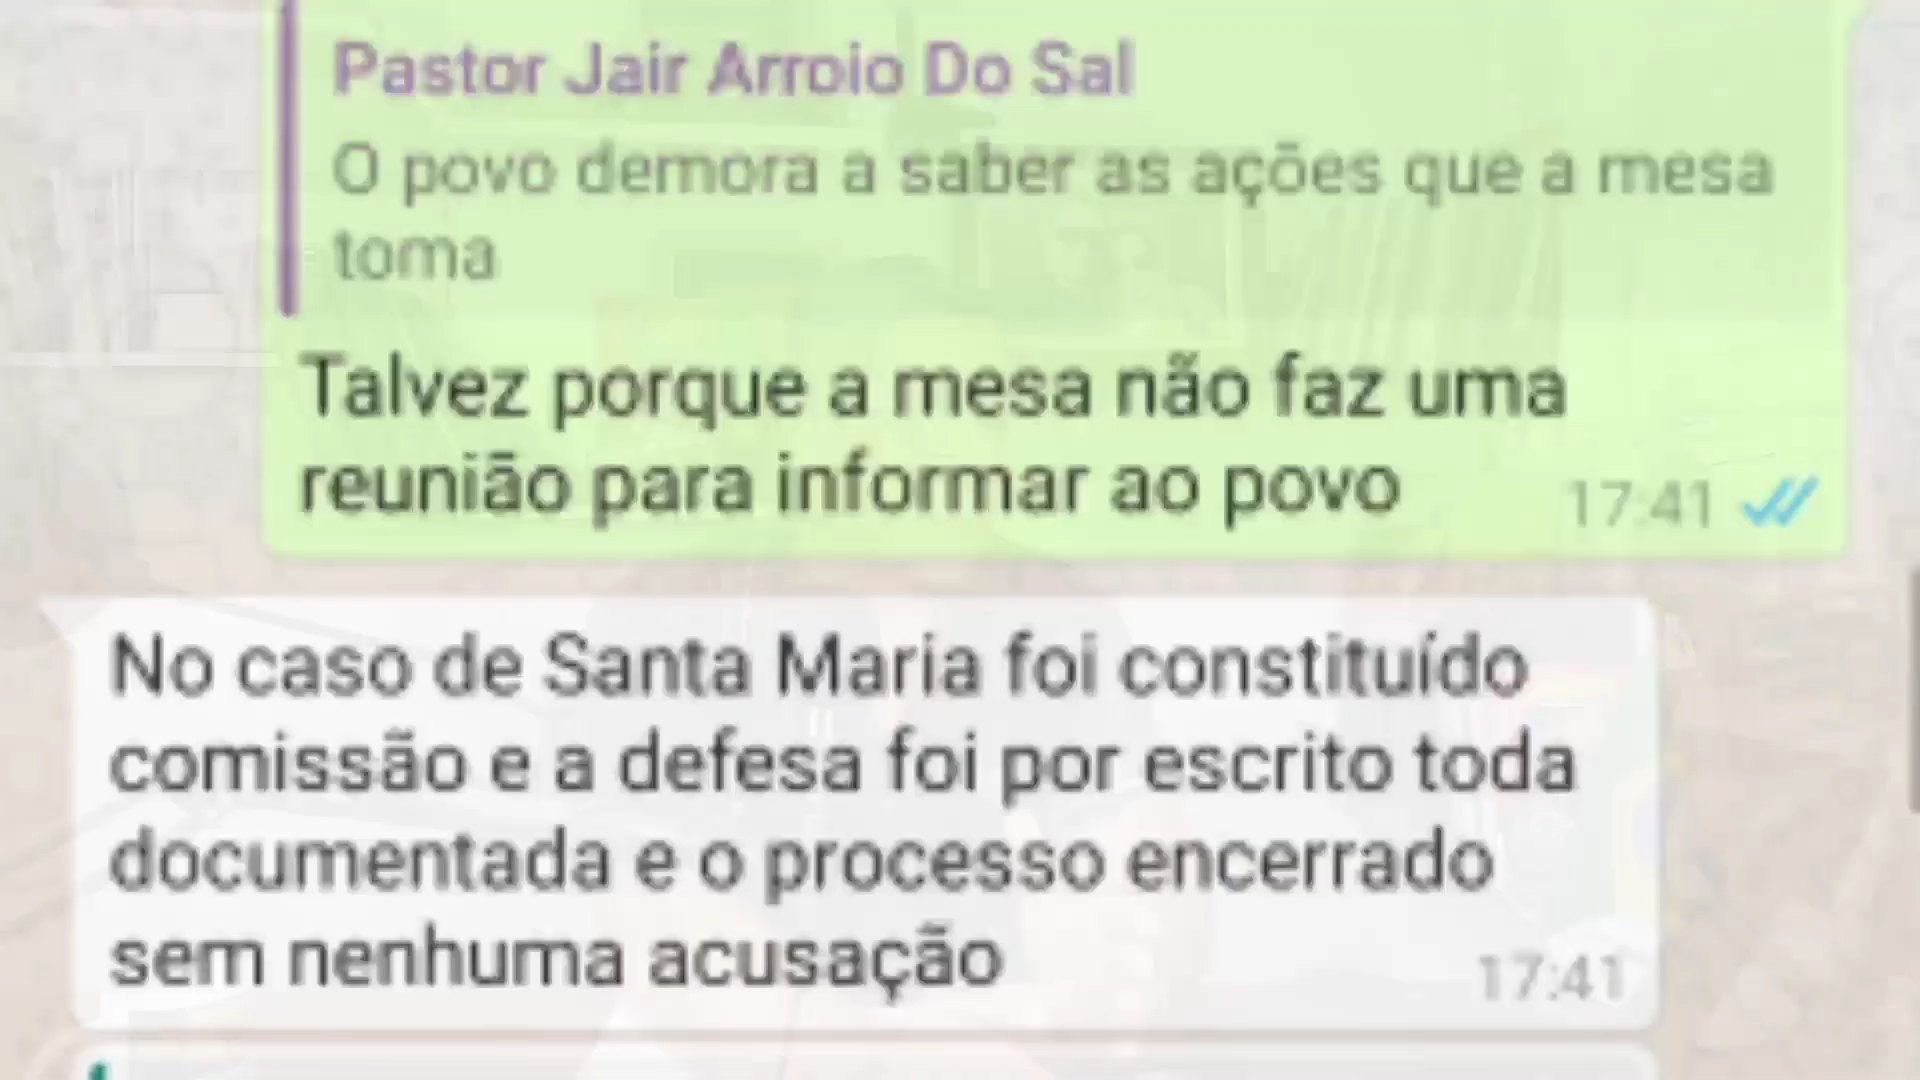 Pastor Jair Arroio Do Sal
O povo demora a saber as ações que a mesa
toma
Talvez porque a mesa não faz uma
reunião para informar ao povo
17:41
No caso de Santa Maria foi constituído
comissão e a defesa foi por escrito toda
documentada e o processo encerrado
sem nenhuma acusação
17:41